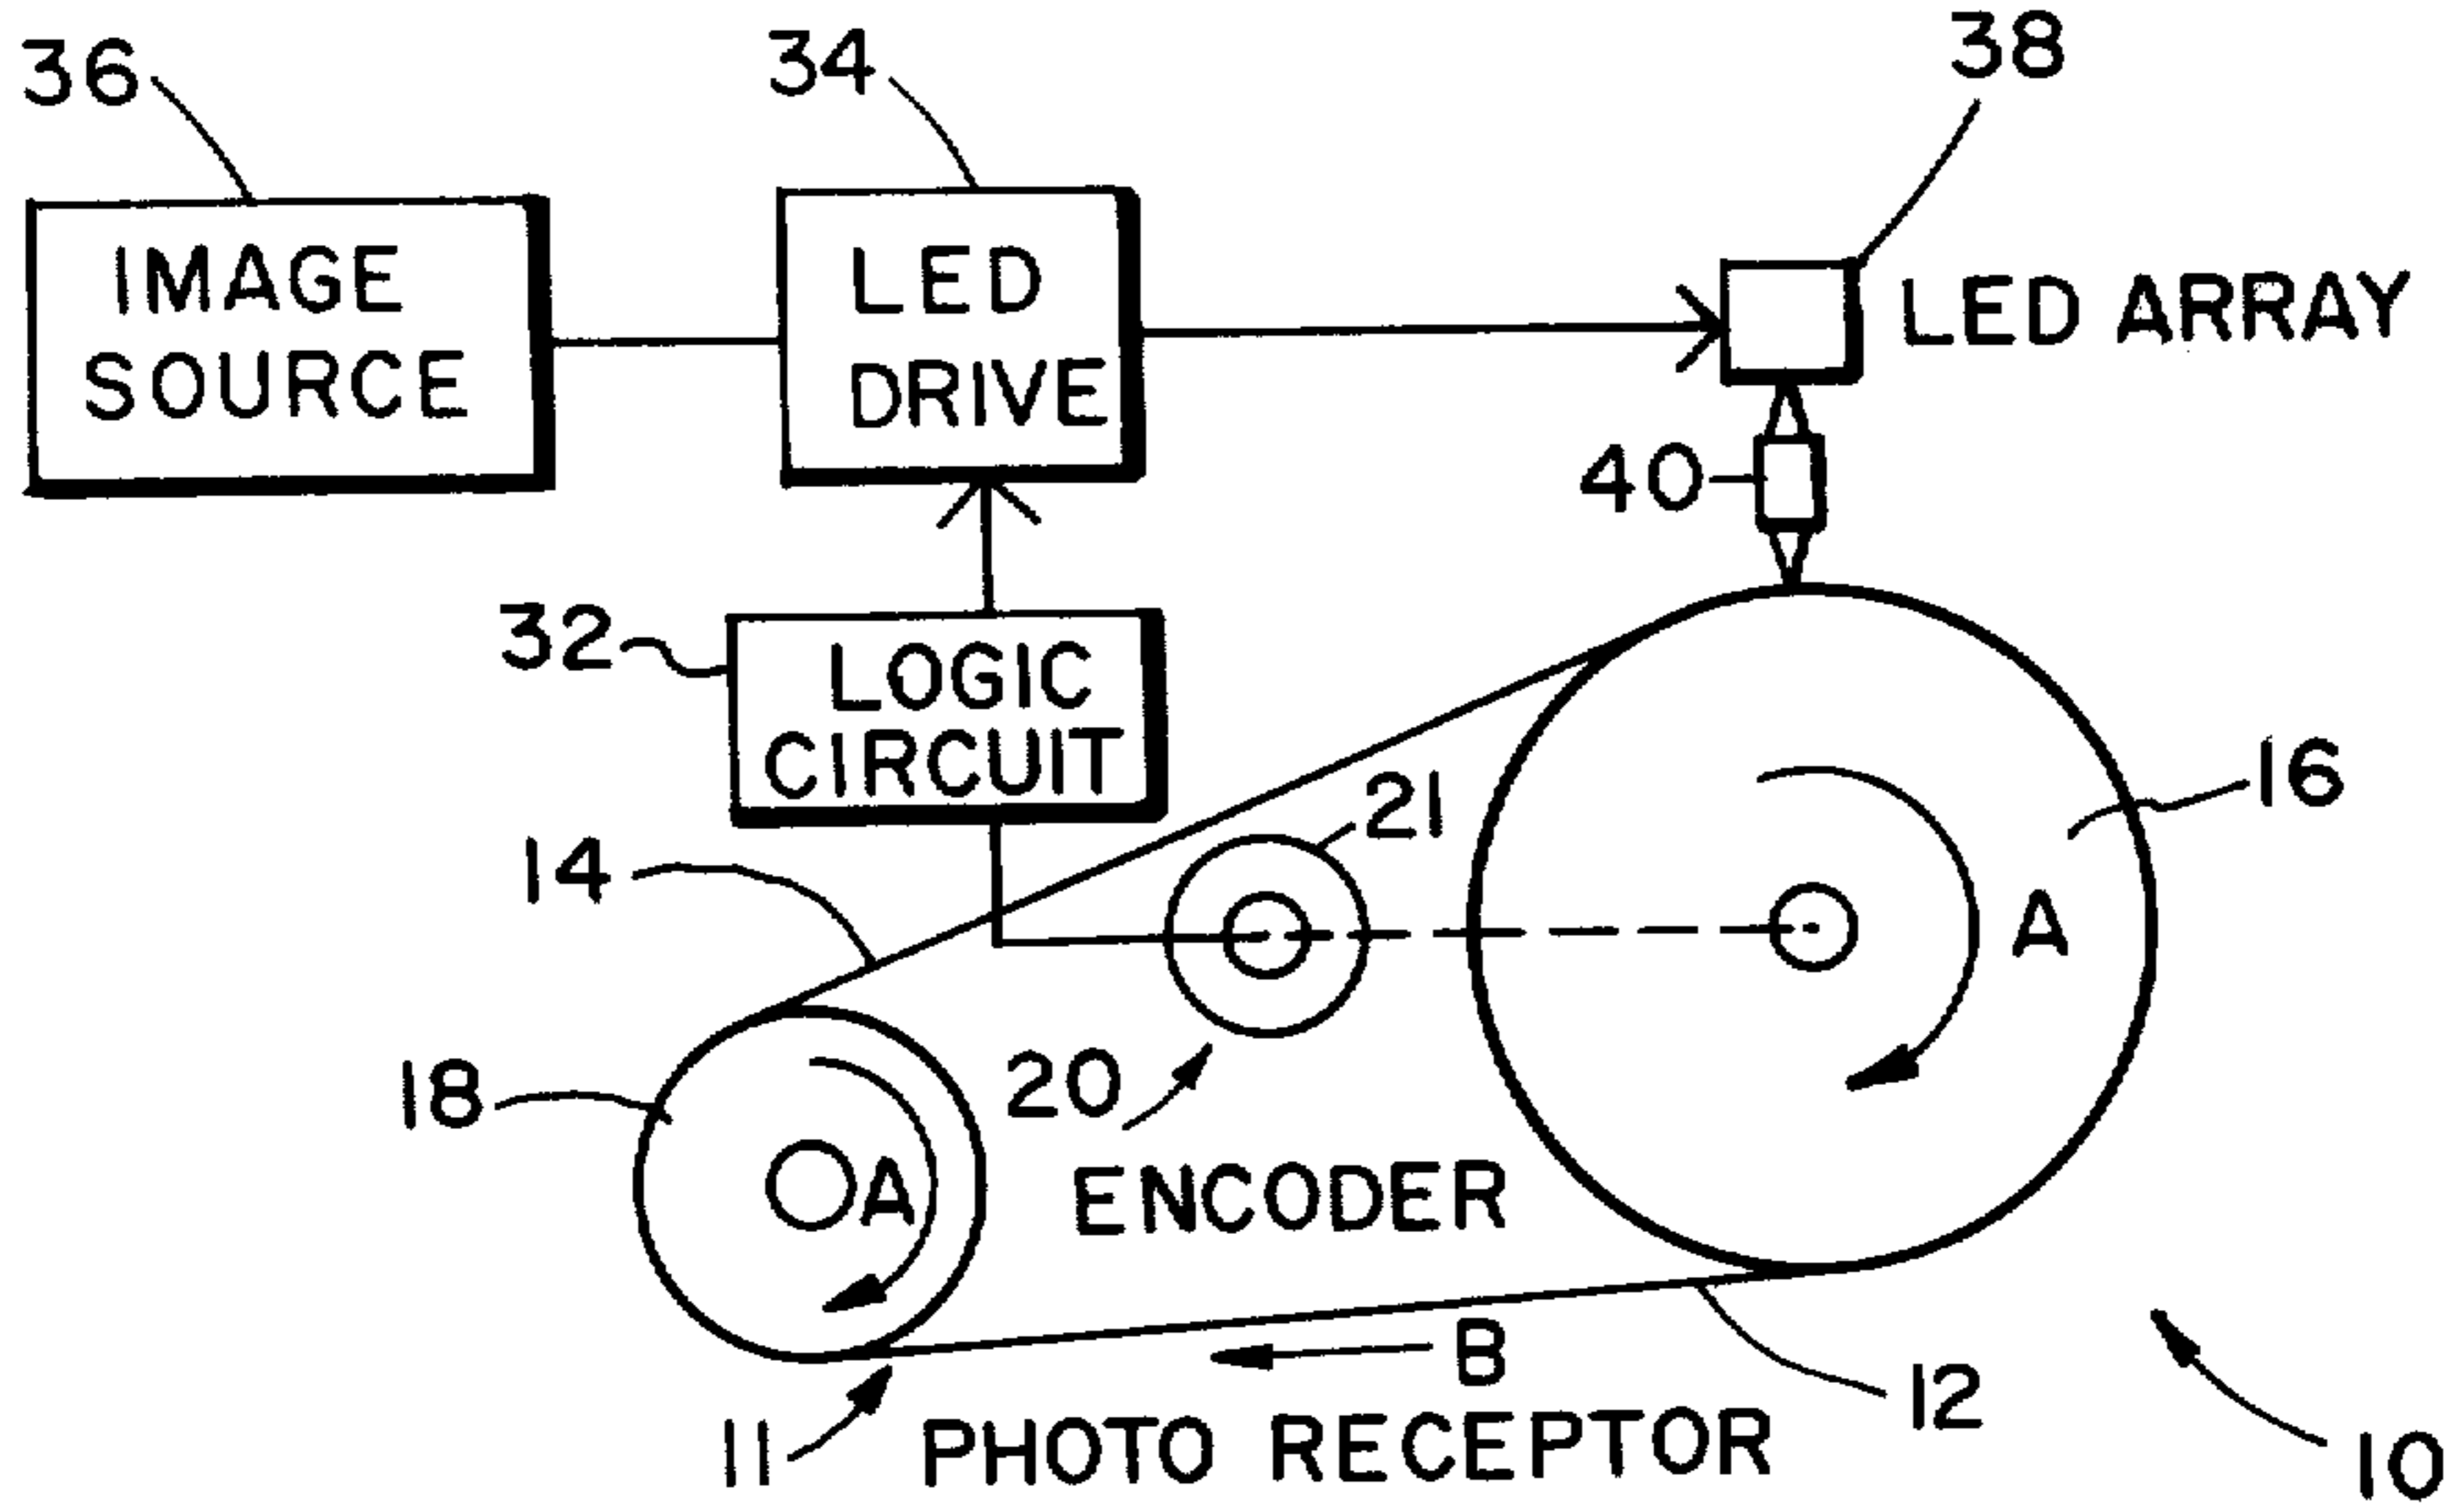 36
34
38
IMAGE
SOURCE
LED
DRIVE
LED ARRAY
40
32
LOGIC
CIRCUIT
21
16
14
A
18
20
A
ENCODER
B
12
11
PHOTO RECEPTOR
10